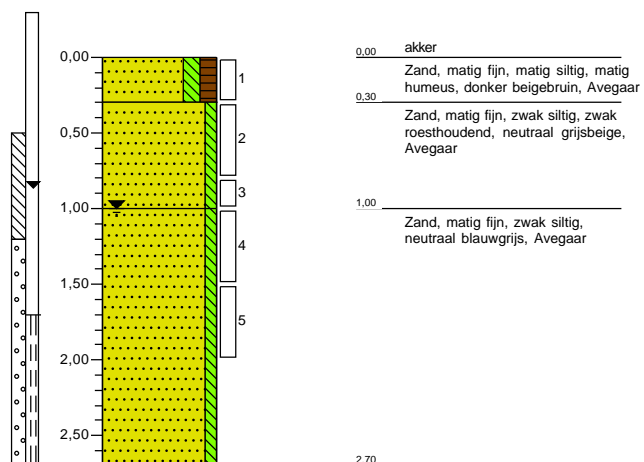 0,00
0,50
1,00
1,50
2,00
2,50
1
2
3
4
5
0,00
akker
Zand, matig fijn, matig siltig, matig
humeus, donker beigebruin, Avegaar
0,30
Zand, matig fijn, zwak siltig, zwak
roesthoudend, neutraal grijsbeige,
Avegaar
1,00
Zand, matig fijn, zwak siltig,
neutraal blauwgrijs, Avegaar
2,70